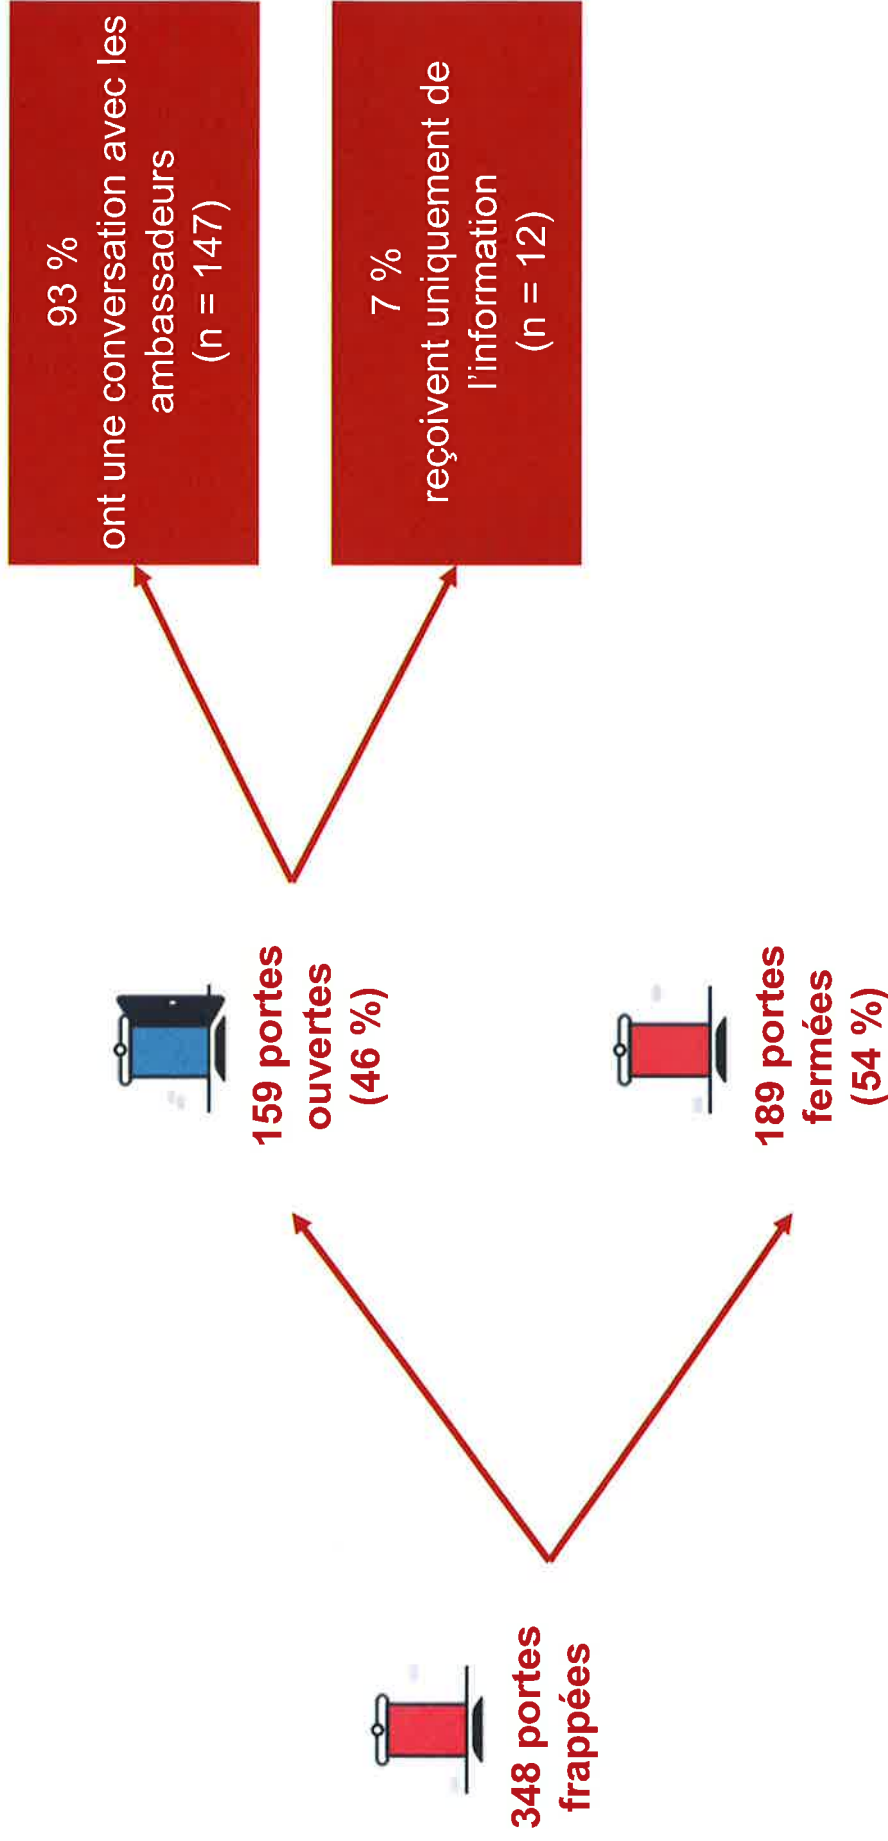 348 portes
frappées
159 portes
ouvertes
(46 %)
189 portes
fermées
(54 %)
93 %
ont une conversation avec les
ambassadeurs
(n = 147)
7 %
reçoivent uniquement de
l'information
(n = 12)